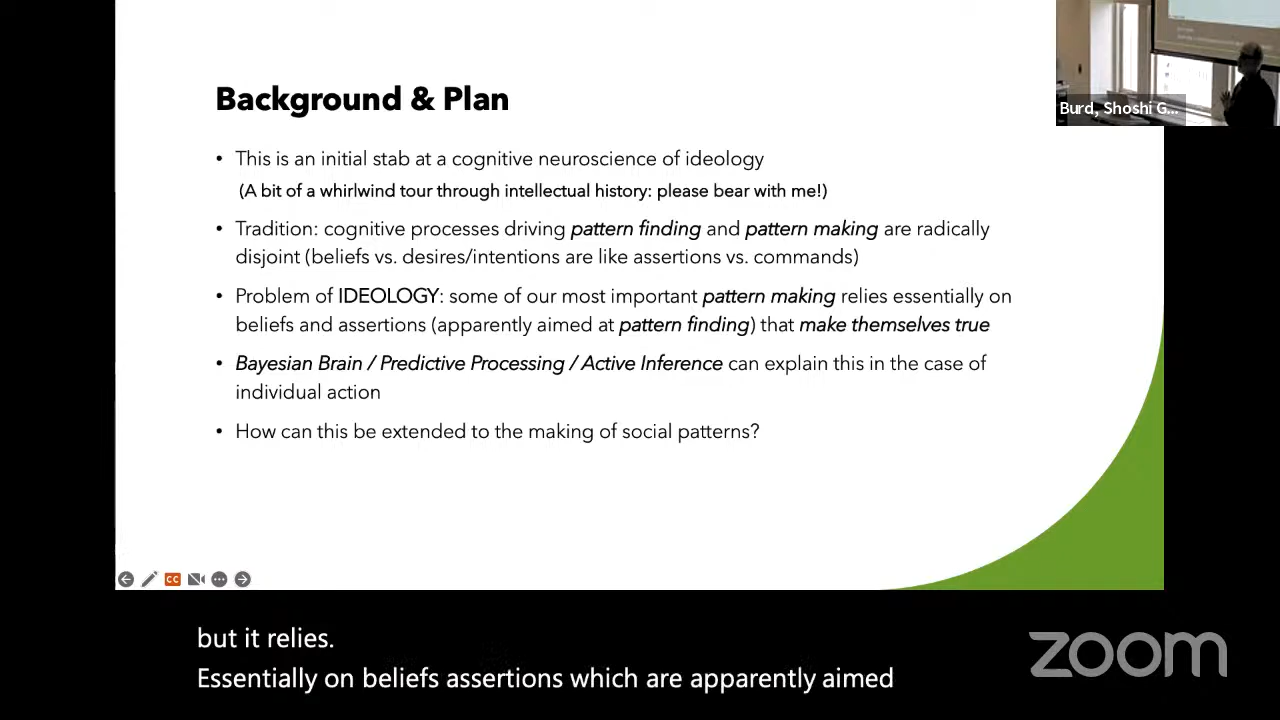 Background & Plan
• This is an initial stab at a cognitive neuroscience of ideology
(A bit of a whirlwind tour through intellectual history: please bear with me!)
• Tradition: cognitive processes driving pattern finding and pattern making are radically
disjoint (beliefs vs. desires/intentions are like assertions vs. commands)
• Problem of IDEOLOGY: some of our most important pattern making relies essentially on
beliefs and assertions (apparently aimed at pattern finding) that make themselves true
• Bayesian Brain / Predictive Processing / Active Inference can explain this in the case of
individual action
• How can this be extended to the making of social patterns?
Burd, Shoshi G...
CC
but it relies.
Essentially on beliefs assertions which are apparently aimed
zoom